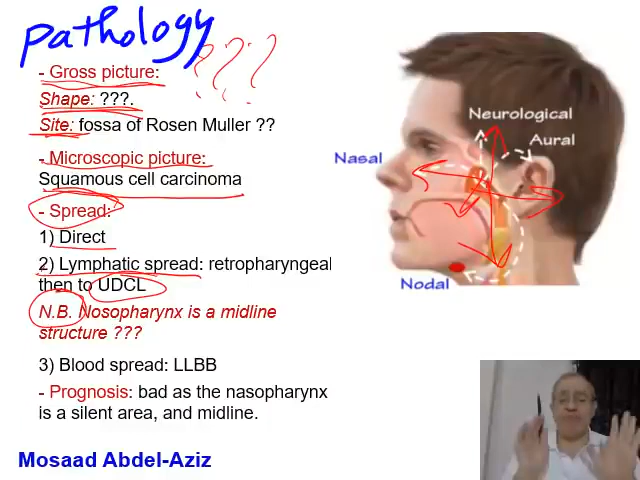 pathology
- Gross picture:
???
Shape: ???.
Site: fossa of Rosen Muller ??
- Microscopic picture:
Squamous cell carcinoma
- Spread:
1) Direct
2) Lymphatic spread: retropharyngeal
then to UDCL
N.B. Nosopharynx is a midline
structure ???
3) Blood spread: LLBB
- Prognosis: bad as the nasopharynx
is a silent area, and midline.
Mosaad Abdel-Aziz
Neurological
Aural
Nasal
Nodal